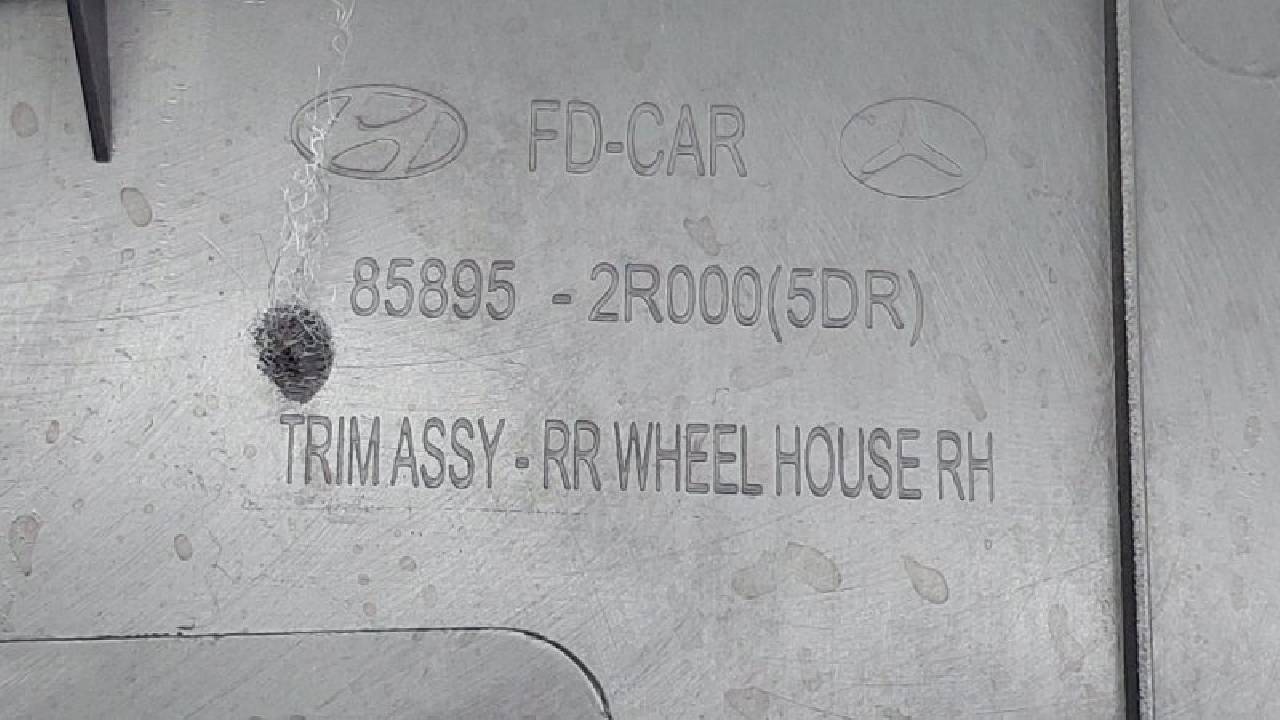 FD-CAR
85895 - 2R000(5DR)
TRIM ASSY - RR WHEEL HOUSE RH